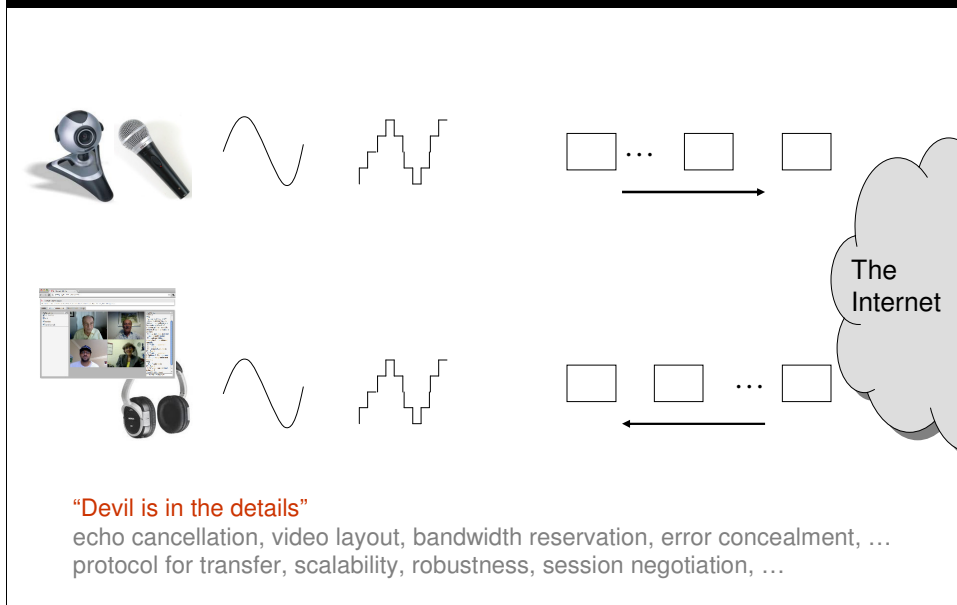 The
Internet
“Devil is in the details”
echo cancellation, video layout, bandwidth reservation, error concealment, …
protocol for transfer, scalability, robustness, session negotiation, …